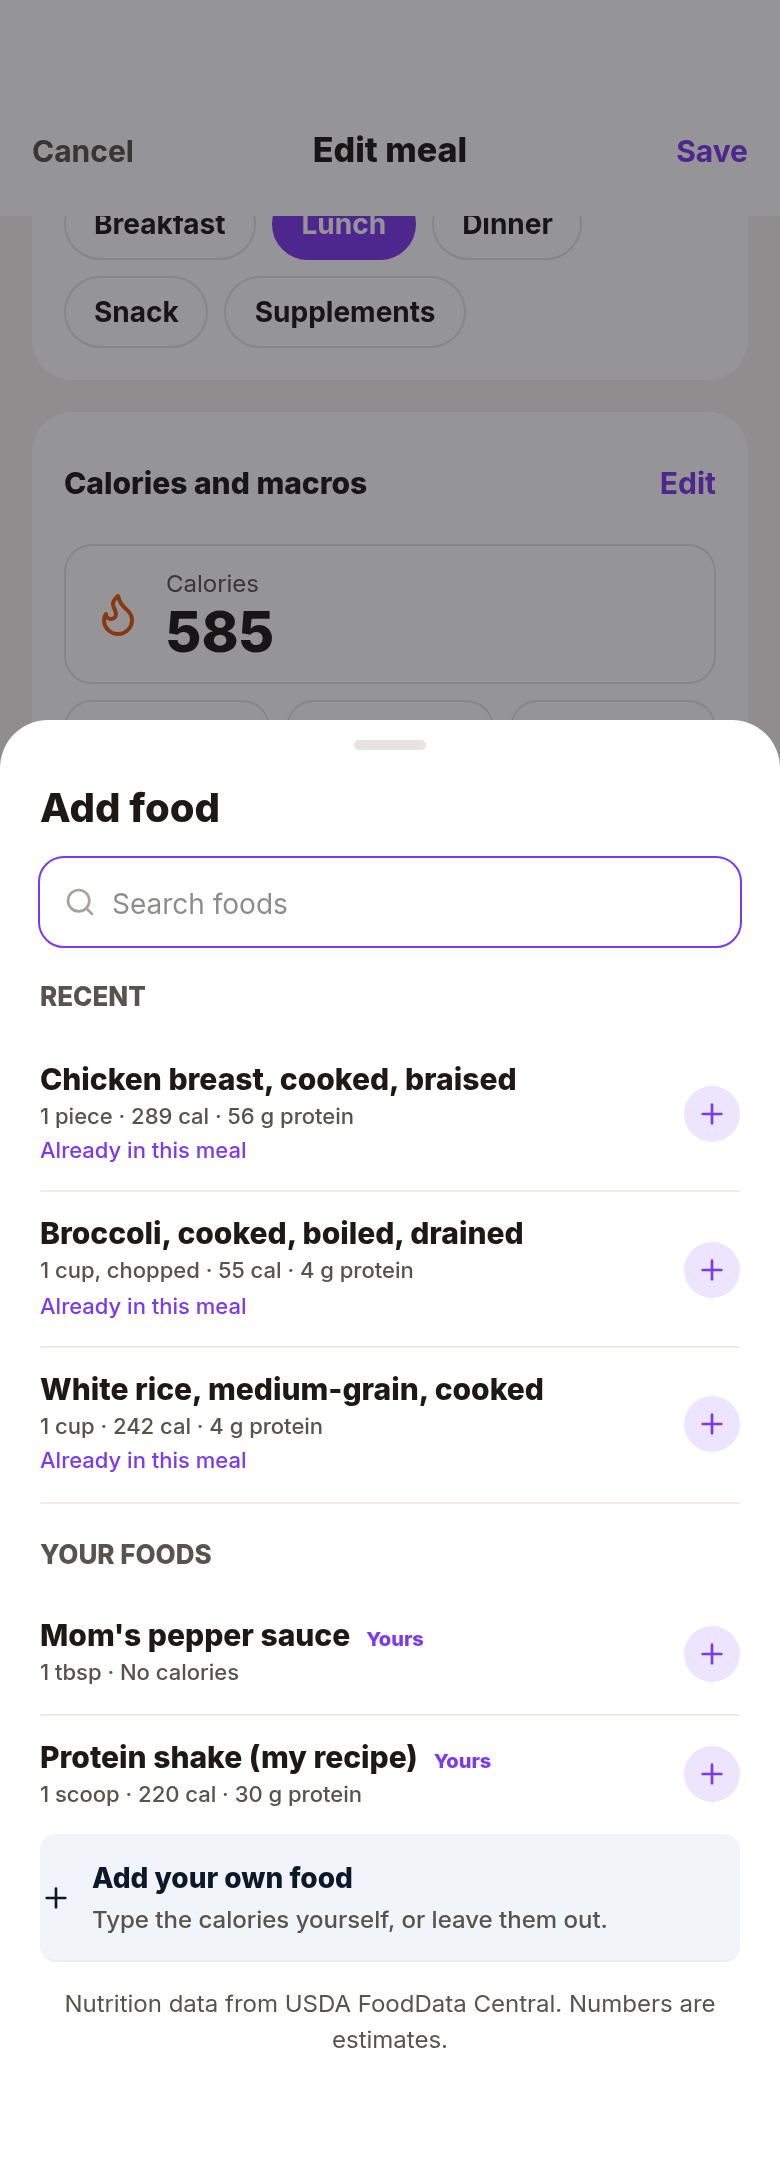 Cancel
Edit meal
Save
Breakfast
Lunch
Dinner
Snack
Supplements
Calories and macros
Edit
Calories
585
Add food
Search foods
RECENT
Chicken breast, cooked, braised
1 piece · 289 cal · 56 g protein
Already in this meal
Broccoli, cooked, boiled, drained
1 cup, chopped · 55 cal · 4 g protein
Already in this meal
White rice, medium-grain, cooked
1 cup · 242 cal · 4 g protein
Already in this meal
YOUR FOODS
Mom's pepper sauce Yours
1 tbsp · No calories
Protein shake (my recipe) Yours
1 scoop · 220 cal · 30 g protein
Add your own food
Type the calories yourself, or leave them out.
Nutrition data from USDA FoodData Central. Numbers are
estimates.